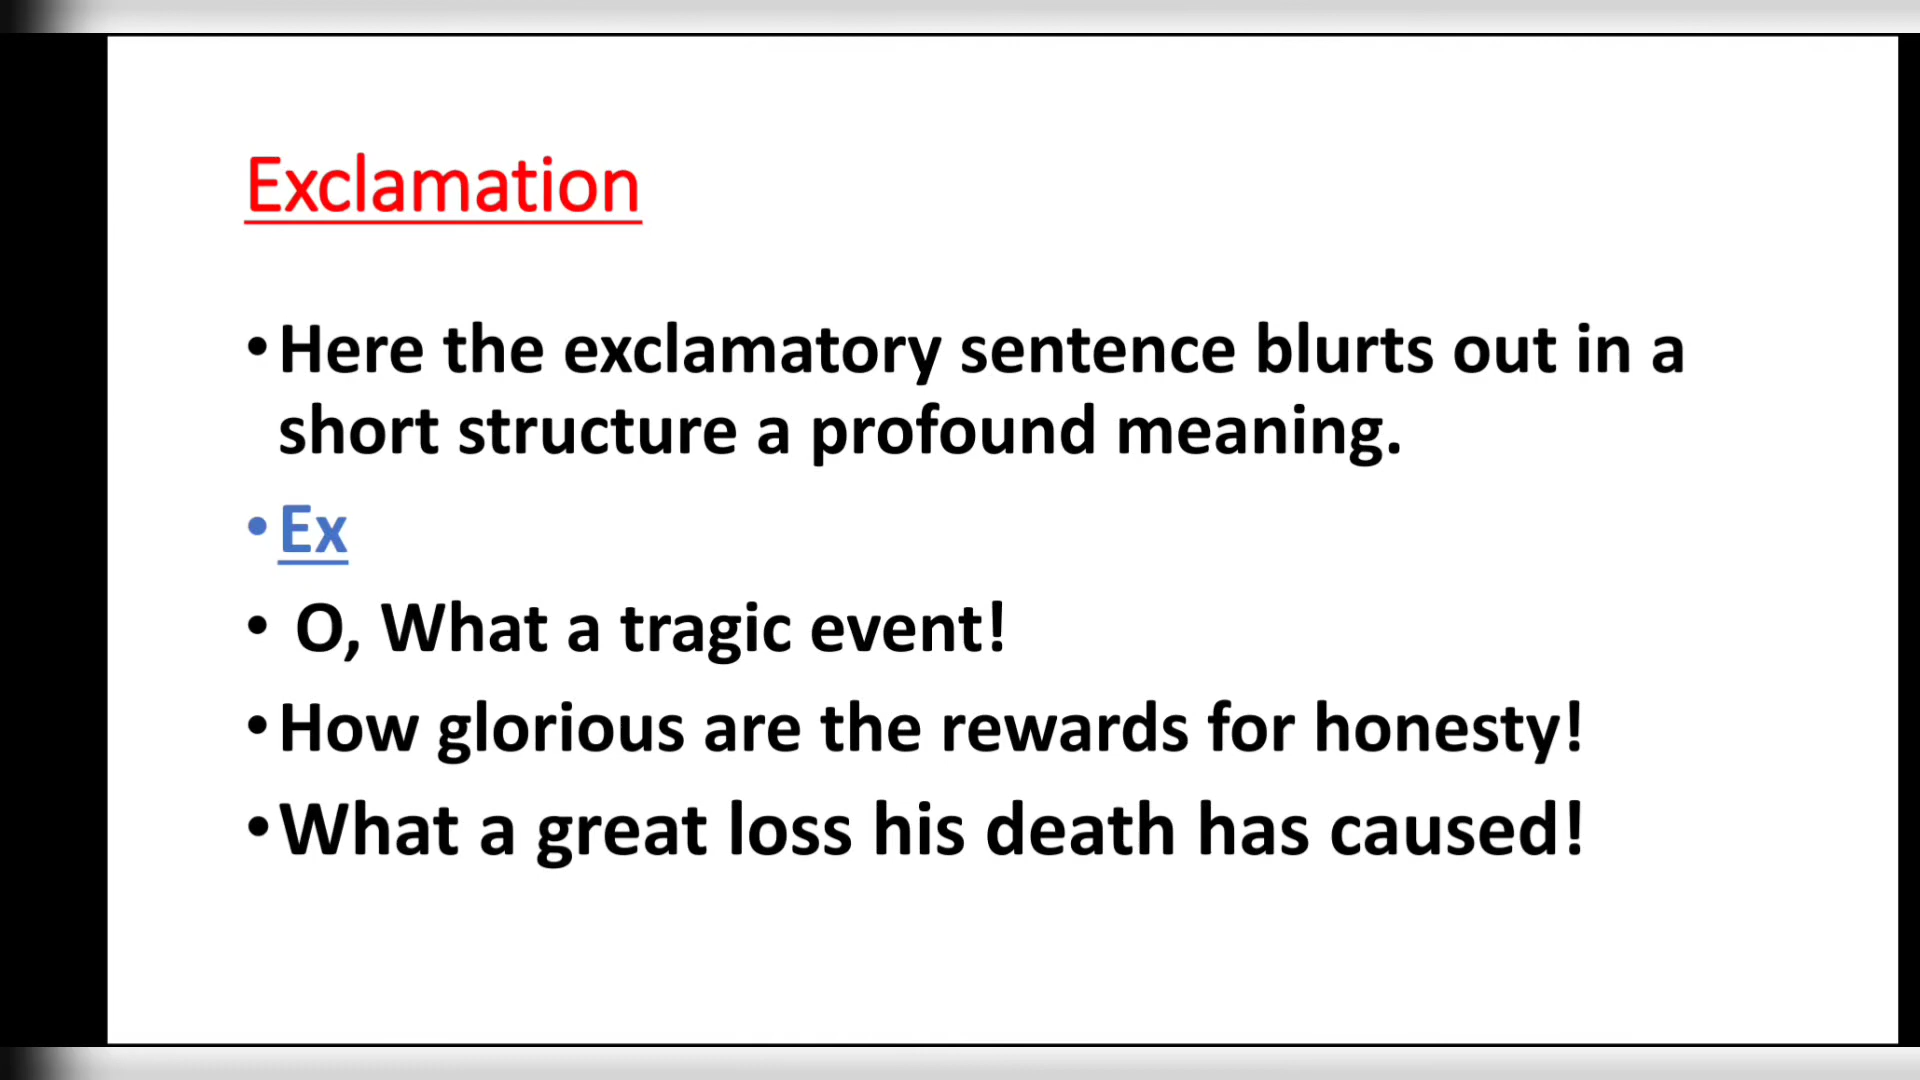 Exclamation
•Here the exclamatory sentence blurts out in a
short structure a profound meaning.
•Ex
• O, What a tragic event!
•How glorious are the rewards for honesty!
•What a great loss his death has caused!